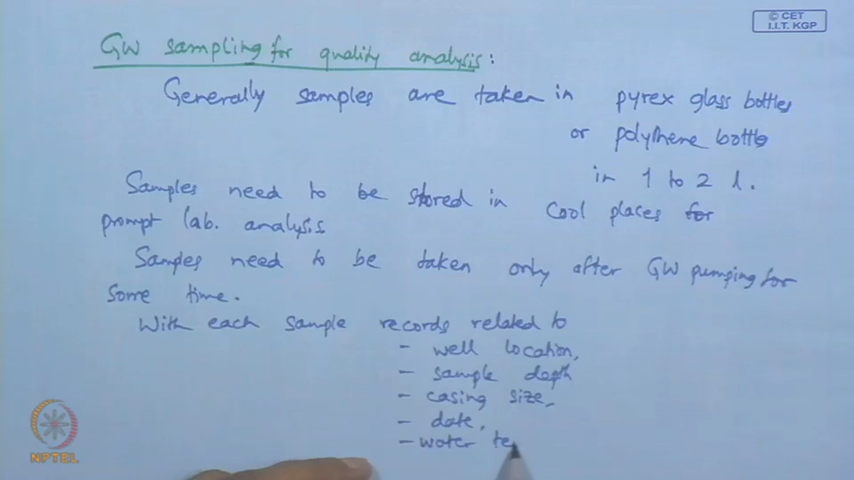 © CET
I.I.T. KGP
GW sampling for quality analysis:
Generally samples are taken in pyrex glass bottles
or polythene bottle
in 1 to 2 l.
Samples need to be stored in cool places for
prompt lab. analysis
Samples need to be taken only after GW pumping for
some time.
With each sample records related to
- well location,
- sample depth
- casing size,
- date,
- water te
NPTEL